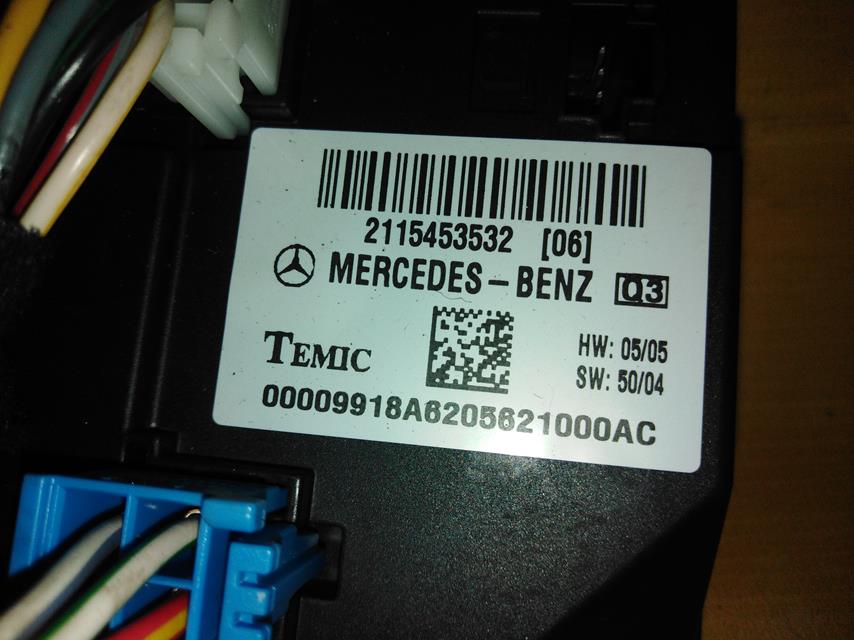 2115453532 [06]
MERCEDES-BENZ Q3
TEMIC
HW: 05/05
SW: 50/04
00009918A6205621000AC